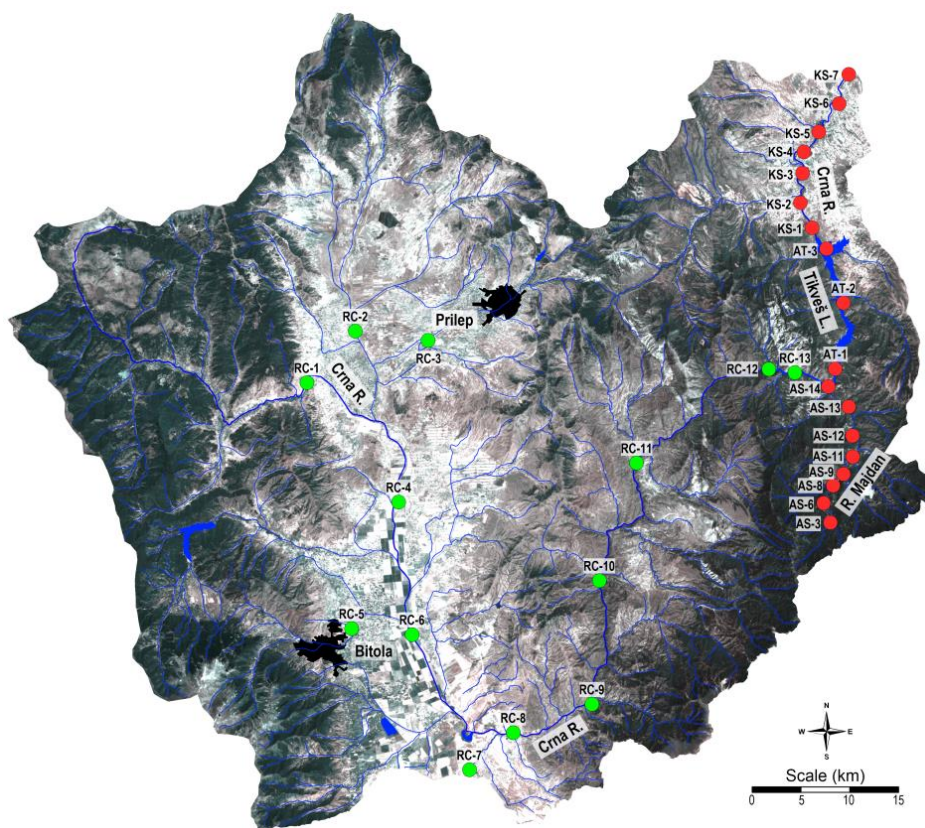 KS-7
KS-6
KS-5
KS-4
KS-3
Crna R.
KS-2
KS-1
AT-3
Tikveš L.
AT-2
RC-2
Prilep
RC-3
RC-1
Crna R.
RC-12
RC-13
AT-1
AS-14
AS-13
AS-12
RC-11
AS-11
AS-9
AS-8
R. Majdan
AS-6
AS-3
RC-4
RC-10
RC-5
RC-6
Bitola
RC-9
RC-8
Crna R.
RC-7
N
W E
S
Scale (km)
0 5 10 15